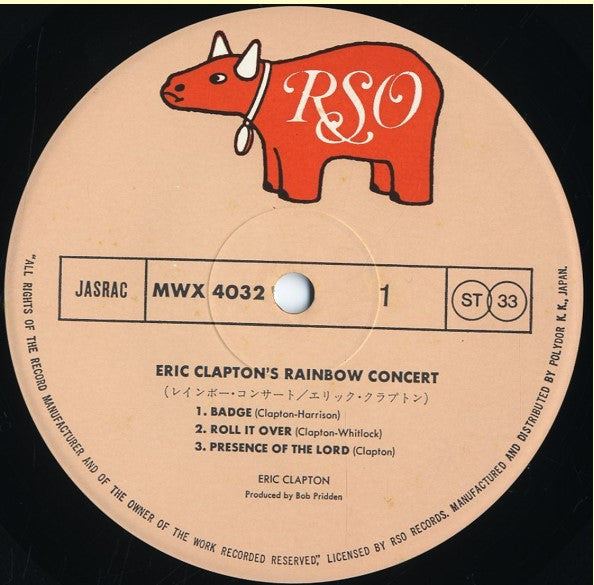 RSO
JASRAC
MWX 4032
1
ST 33
ERIC CLAPTON'S RAINBOW CONCERT
(レインボー・コンサート/エリック・クラプトン)
1. BADGE (Clapton-Harrison)
2. ROLL IT OVER (Clapton-Whitlock)
3. PRESENCE OF THE LORD (Clapton)
ERIC CLAPTON
Produced by Bob Pridden
"ALL RIGHTS OF THE RECORD MANUFACTURER AND OF THE OWNER OF THE WORK RECORDED RESERVED," LICENSED BY RSO RECORDS. MANUFACTURED AND DISTRIBUTED BY POLYDOR K. K., JAPAN.